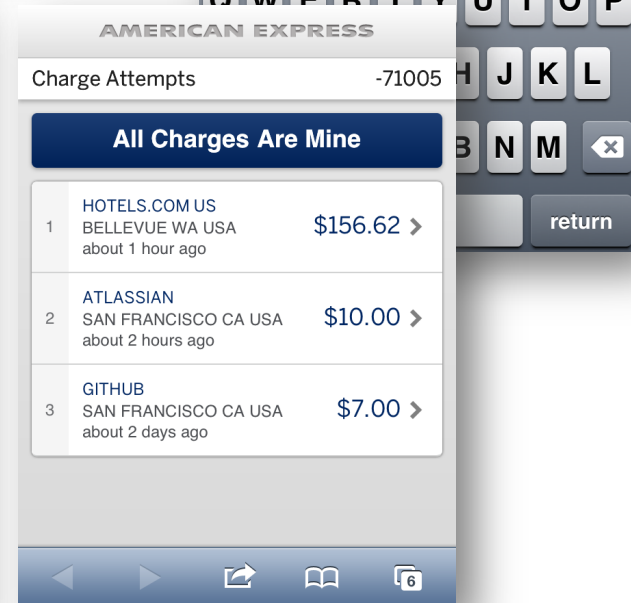 Q W E R T Y U I O P
AMERICAN EXPRESS
Charge Attempts -71005
H J K L
All Charges Are Mine
B N M
1 HOTELS.COM US
BELLEVUE WA USA
about 1 hour ago
$156.62
return
2 ATLASSIAN
SAN FRANCISCO CA USA
about 2 hours ago
$10.00
3 GITHUB
SAN FRANCISCO CA USA
about 2 days ago
$7.00
6